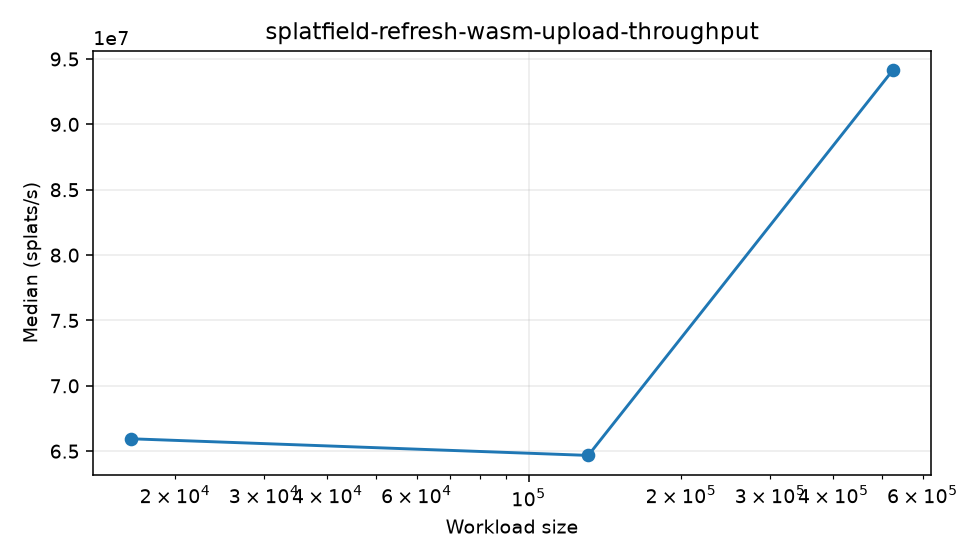 splatfield-refresh-wasm-upload-throughput
1e7
9.5
9.0
8.5
8.0
7.5
7.0
6.5
Median (splats/s)
2 × 10⁴ 3 × 10⁴ 4 × 10⁴ 6 × 10⁴ 10⁵ 2 × 10⁵ 3 × 10⁵ 4 × 10⁵ 6 × 10⁵
Workload size